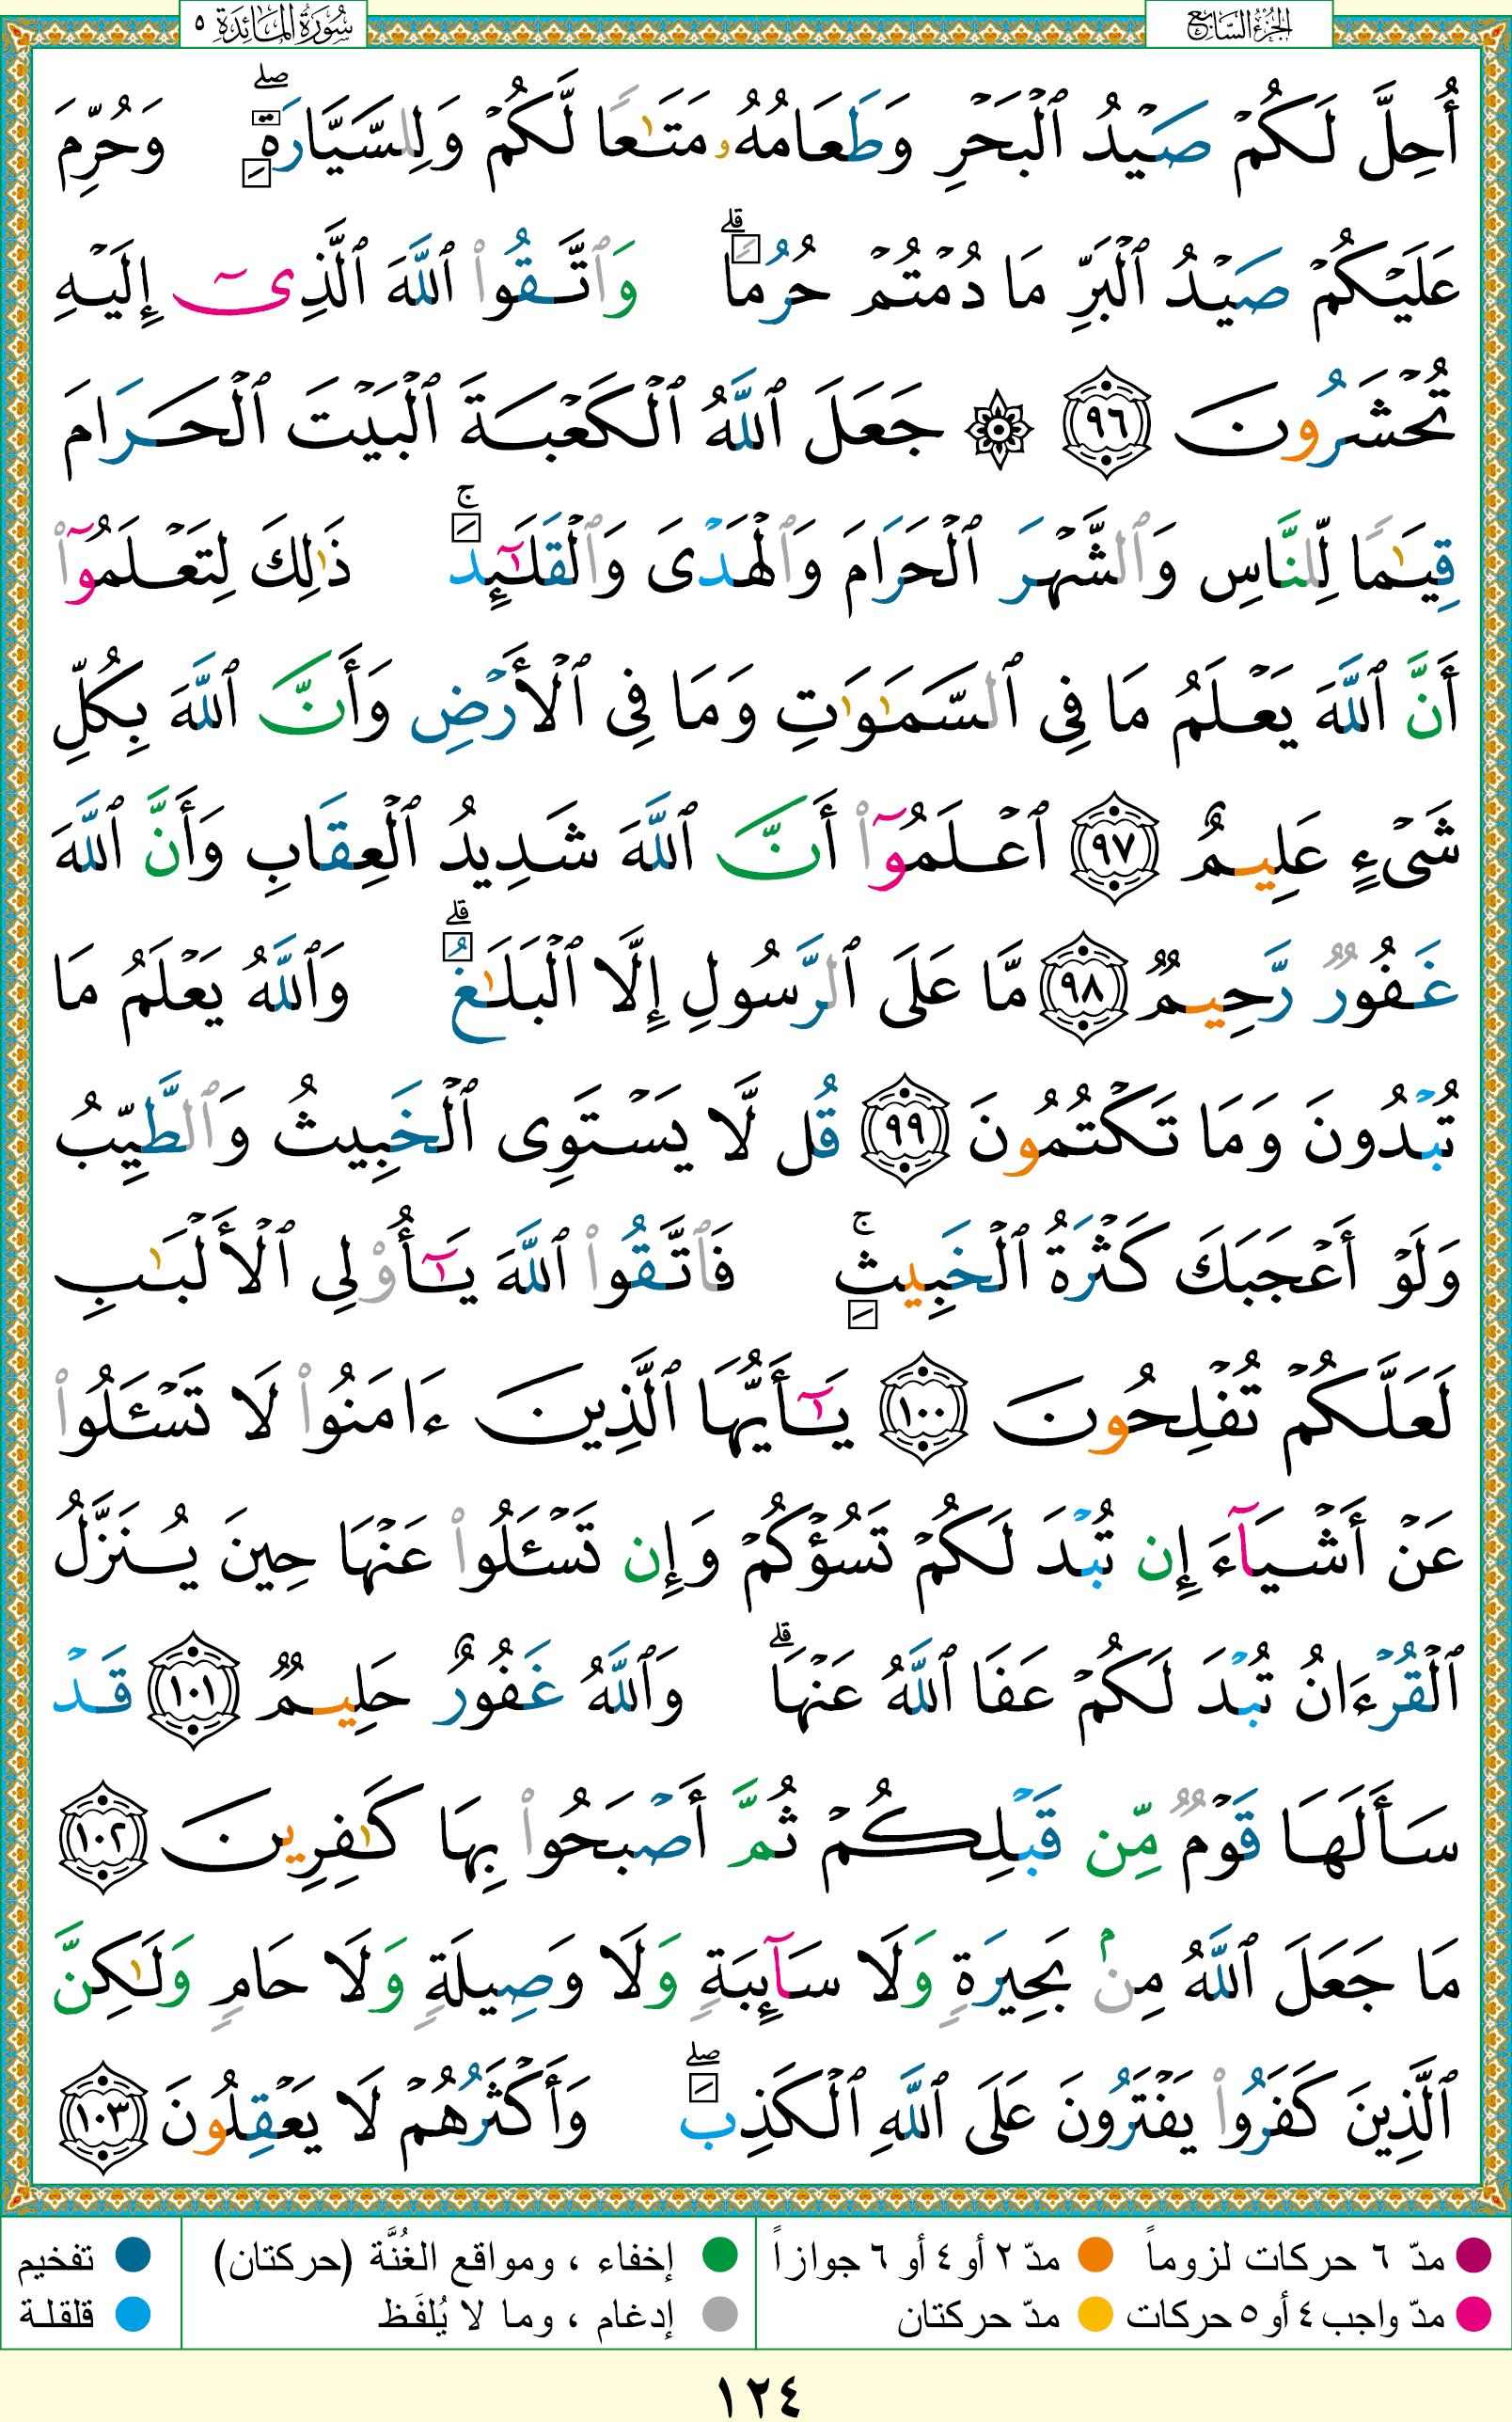 الجزء السابع
سورة المائدة ٥
أُحِلَّ لَكُمْ صَيْدُ ٱلْبَحْرِ وَطَعَامُهُۥ مَتَـٰعًا لَّكُمْ وَلِلسَّيَّارَةِ ۖ وَحُرِّمَ
عَلَيْكُمْ صَيْدُ ٱلْبَرِّ مَا دُمْتُمْ حُرُمًا ۗ وَٱتَّقُوا۟ ٱللَّهَ ٱلَّذِىٓ إِلَيْهِ
تُحْشَرُونَ ٩٦ ۞ جَعَلَ ٱللَّهُ ٱلْكَعْبَةَ ٱلْبَيْتَ ٱلْحَرَامَ
قِيَـٰمًا لِّلنَّاسِ وَٱلشَّهْرَ ٱلْحَرَامَ وَٱلْهَدْىَ وَٱلْقَلَـٰٓئِدَ ۚ ذَٰلِكَ لِتَعْلَمُوٓا۟
أَنَّ ٱللَّهَ يَعْلَمُ مَا فِى ٱلسَّمَـٰوَٰتِ وَمَا فِى ٱلْأَرْضِ وَأَنَّ ٱللَّهَ بِكُلِّ
شَىْءٍ عَلِيمٌ ٩٧ ٱعْلَمُوٓا۟ أَنَّ ٱللَّهَ شَدِيدُ ٱلْعِقَابِ وَأَنَّ ٱللَّهَ
غَفُورٌ رَّحِيمٌ ٩٨ مَّا عَلَى ٱلرَّسُولِ إِلَّا ٱلْبَلَـٰغُ ۗ وَٱللَّهُ يَعْلَمُ مَا
تُبْدُونَ وَمَا تَكْتُمُونَ ٩٩ قُل لَّا يَسْتَوِى ٱلْخَبِيثُ وَٱلطَّيِّبُ
وَلَوْ أَعْجَبَكَ كَثْرَةُ ٱلْخَبِيثِ ۚ فَٱتَّقُوا۟ ٱللَّهَ يَـٰٓأُو۟لِى ٱلْأَلْبَـٰبِ
لَعَلَّكُمْ تُفْلِحُونَ ١٠٠ يَـٰٓأَيُّهَا ٱلَّذِينَ ءَامَنُوا۟ لَا تَسْـَٔلُوا۟
عَنْ أَشْيَآءَ إِن تُبْدَ لَكُمْ تَسُؤْكُمْ وَإِن تَسْـَٔلُوا۟ عَنْهَا حِينَ يُنَزَّلُ
ٱلْقُرْءَانُ تُبْدَ لَكُمْ عَفَا ٱللَّهُ عَنْهَا ۗ وَٱللَّهُ غَفُورٌ حَلِيمٌ ١٠١ قَدْ
سَأَلَهَا قَوْمٌ مِّن قَبْلِكُمْ ثُمَّ أَصْبَحُوا۟ بِهَا كَـٰفِرِينَ ١٠٢
مَا جَعَلَ ٱللَّهُ مِنۢ بَحِيرَةٍ وَلَا سَآئِبَةٍ وَلَا وَصِيلَةٍ وَلَا حَامٍ وَلَـٰكِنَّ
ٱلَّذِينَ كَفَرُوا۟ يَفْتَرُونَ عَلَى ٱللَّهِ ٱلْكَذِبَ ۖ وَأَكْثَرُهُمْ لَا يَعْقِلُونَ ١٠٣
مدّ ٦ حركات لزوماً مدّ ٢ أو ٤ أو ٦ جوازاً إخفاء ، ومواقع الغُنَّة (حركتان) تفخيم
مدّ واجب ٤ أو ٥ حركات مدّ حركتان إدغام ، وما لا يُلفَظ قلقلة
١٢٤